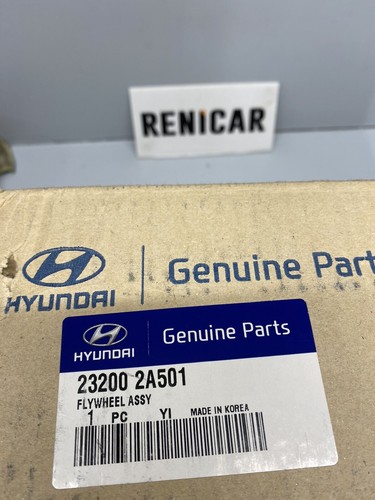 RENICAR
HYUNDAI
Genuine Part
HYUNDAI
Genuine Parts
23200 2A501
FLYWHEEL ASSY
1 PC YI MADE IN KOREA